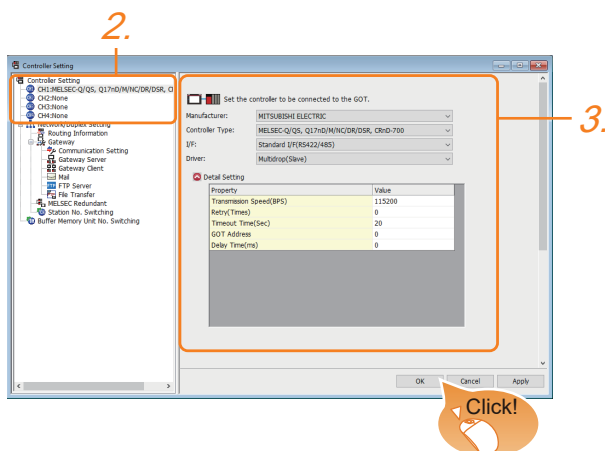 2.
Controller Setting
Controller Setting
CH1:MELSEC-Q/QS, Q17nD/M/NC/DR/DSR, C
CH2:None
CH3:None
CH4:None
Network/Duplex Setting
Routing Information
Gateway
Communication Setting
Gateway Server
Gateway Client
Mail
FTP Server
File Transfer
MELSEC Redundant
Station No. Switching
Buffer Memory Unit No. Switching
Set the controller to be connected to the GOT.
Manufacturer: MITSUBISHI ELECTRIC
Controller Type: MELSEC-Q/QS, Q17nD/M/NC/DR/DSR, CRnD-700
I/F: Standard I/F(RS422/485)
Driver: Multidrop(Slave)
Detail Setting
Property Value
Transmission Speed(BPS) 115200
Retry(Times) 0
Timeout Time(Sec) 20
GOT Address 0
Delay Time(ms) 0
3.
OK Cancel Apply
Click!